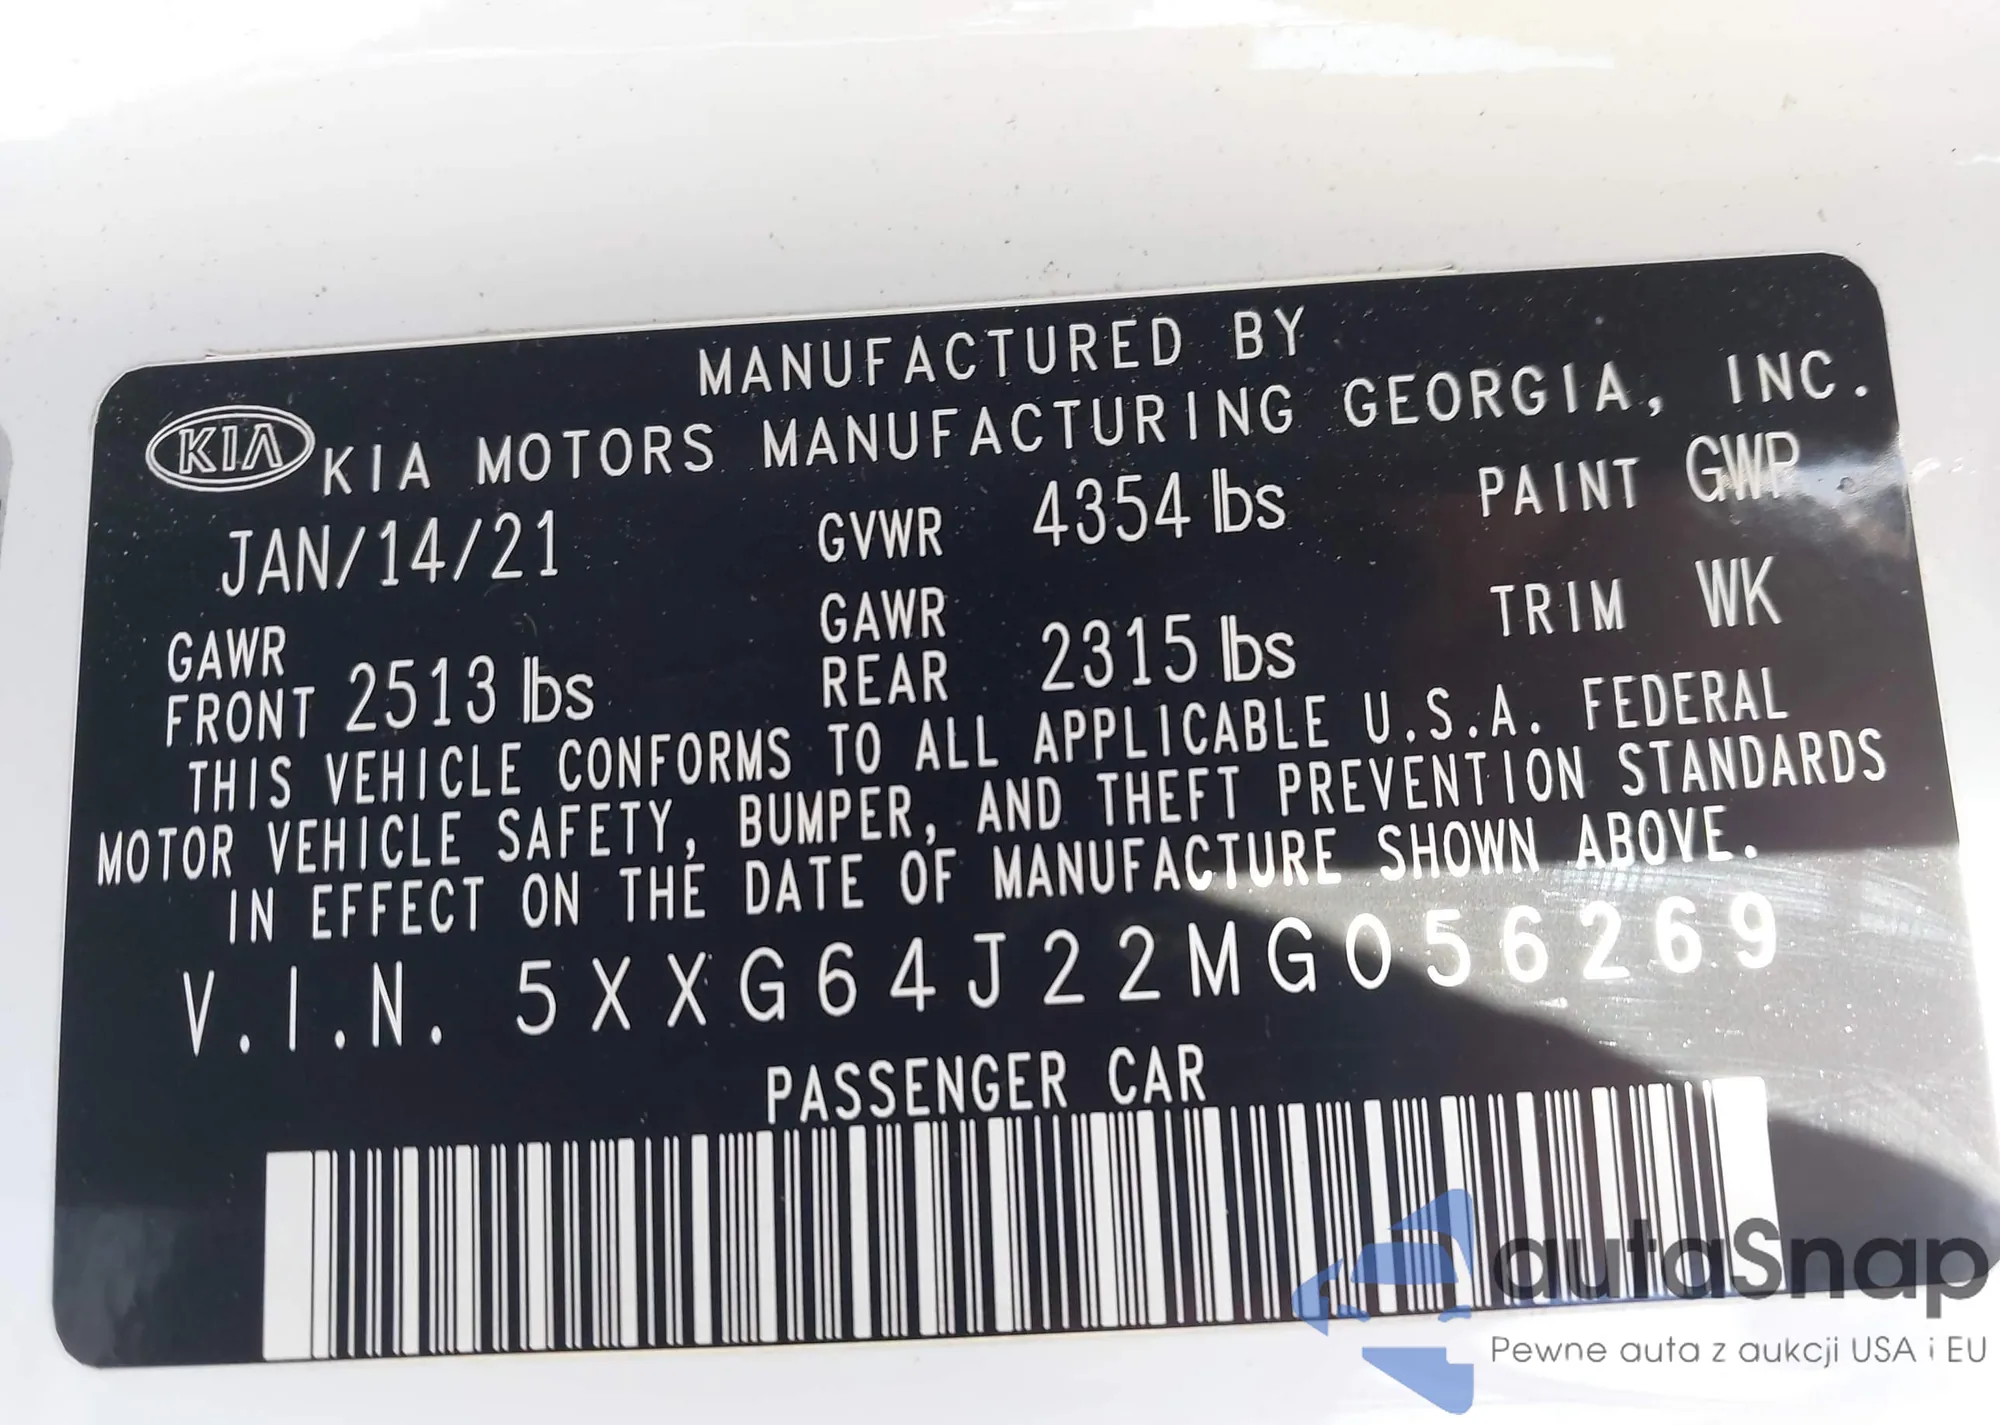 MANUFACTURED BY
KIA KIA MOTORS MANUFACTURING GEORGIA, INC.
JAN/14/21 GVWR 4354 lbs PAINT GWP
GAWR FRONT 2513 lbs GAWR REAR 2315 lbs TRIM WK
THIS VEHICLE CONFORMS TO ALL APPLICABLE U.S.A. FEDERAL
MOTOR VEHICLE SAFETY, BUMPER, AND THEFT PREVENTION STANDARDS
IN EFFECT ON THE DATE OF MANUFACTURE SHOWN ABOVE.
V.I.N. 5XXG64J22MG056269
PASSENGER CAR
autaSnap
Pewne auta z aukcji USA i EU